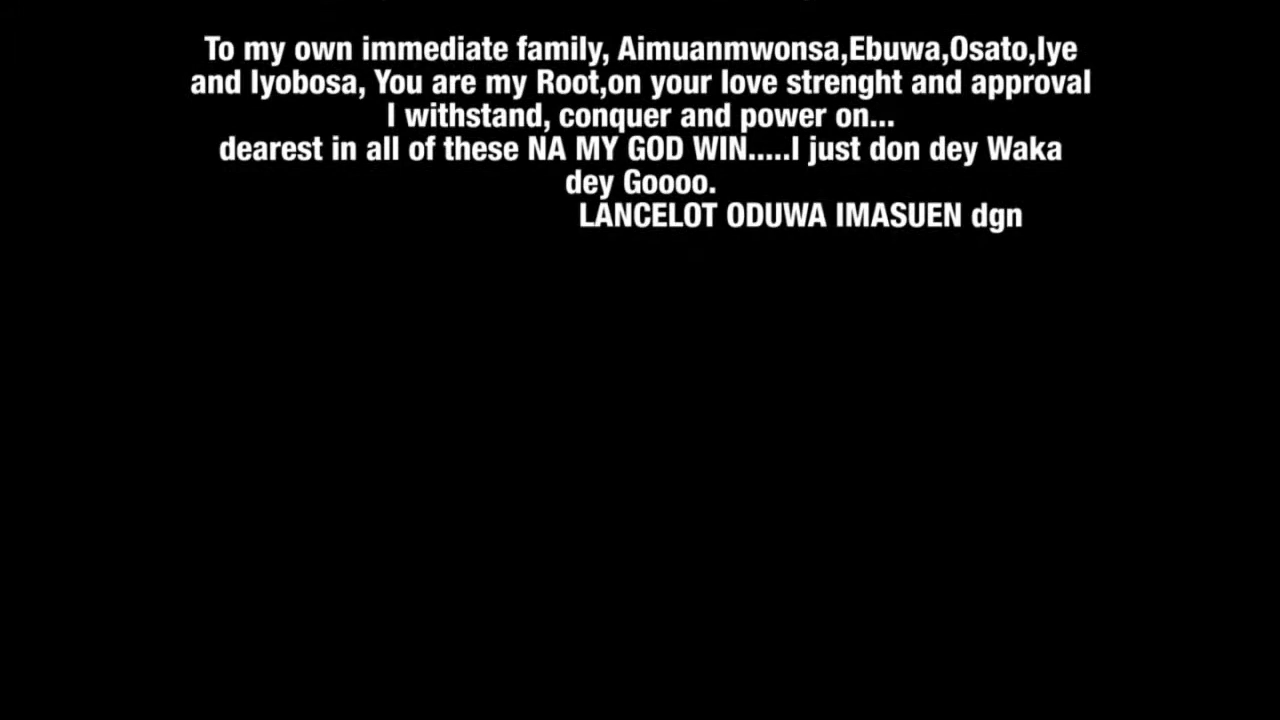 To my own immediate family, Aimuanmwonsa,Ebuwa,Osato,Iye
and Iyobosa, You are my Root,on your love strenght and approval
I withstand, conquer and power on...
dearest in all of these NA MY GOD WIN.....I just don dey Waka
dey Goooo.
LANCELOT ODUWA IMASUEN dgn